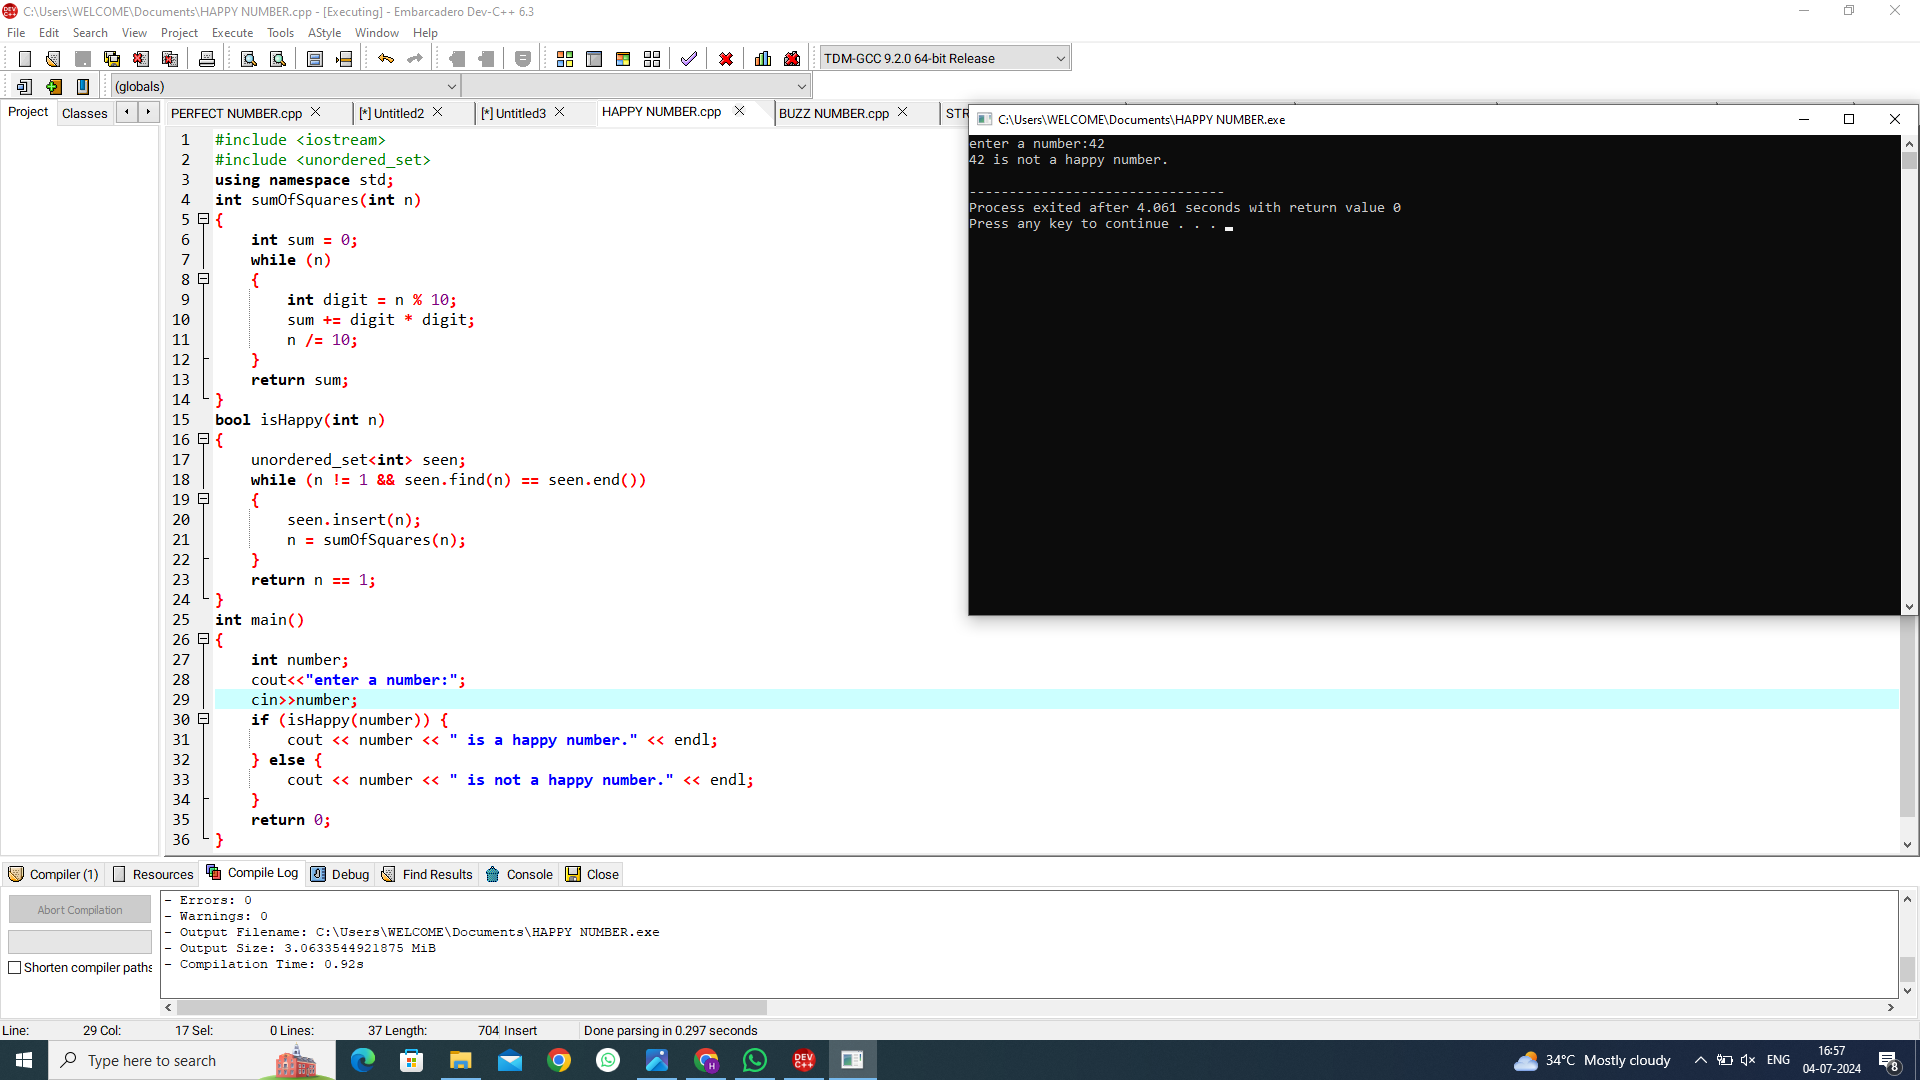 C:\Users\WELCOME\Documents\HAPPY NUMBER.cpp - [Executing] - Embarcadero Dev-C++ 6.3
File Edit Search View Project Execute Tools AStyle Window Help
TDM-GCC 9.2.0 64-bit Release
(globals)
Project Classes PERFECT NUMBER.cpp [*] Untitled2 [*] Untitled3 HAPPY NUMBER.cpp BUZZ NUMBER.cpp STR
1 #include <iostream>
2 #include <unordered_set>
3 using namespace std;
4 int sumOfSquares(int n)
5 {
6 int sum = 0;
7 while (n)
8 {
9 int digit = n % 10;
10 sum += digit * digit;
11 n /= 10;
12 }
13 return sum;
14 }
15 bool isHappy(int n)
16 {
17 unordered_set<int> seen;
18 while (n != 1 && seen.find(n) == seen.end())
19 {
20 seen.insert(n);
21 n = sumOfSquares(n);
22 }
23 return n == 1;
24 }
25 int main()
26 {
27 int number;
28 cout<<"enter a number:";
29 cin>>number;
30 if (isHappy(number)) {
31 cout << number << " is a happy number." << endl;
32 } else {
33 cout << number << " is not a happy number." << endl;
34 }
35 return 0;
36 }
C:\Users\WELCOME\Documents\HAPPY NUMBER.exe
enter a number:42
42 is not a happy number.
--------------------------------
Process exited after 4.061 seconds with return value 0
Press any key to continue . . .
Compiler (1) Resources Compile Log Debug Find Results Console Close
Abort Compilation
Shorten compiler paths
- Errors: 0
- Warnings: 0
- Output Filename: C:\Users\WELCOME\Documents\HAPPY NUMBER.exe
- Output Size: 3.0633544921875 MiB
- Compilation Time: 0.92s
Line: 29 Col: 17 Sel: 0 Lines: 37 Length: 704 Insert Done parsing in 0.297 seconds
Type here to search
H
DEV C++
34°C Mostly cloudy
ENG
16:57
04-07-2024
8